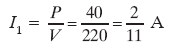 I₁ = P/V = 40/220 = 2/11 A